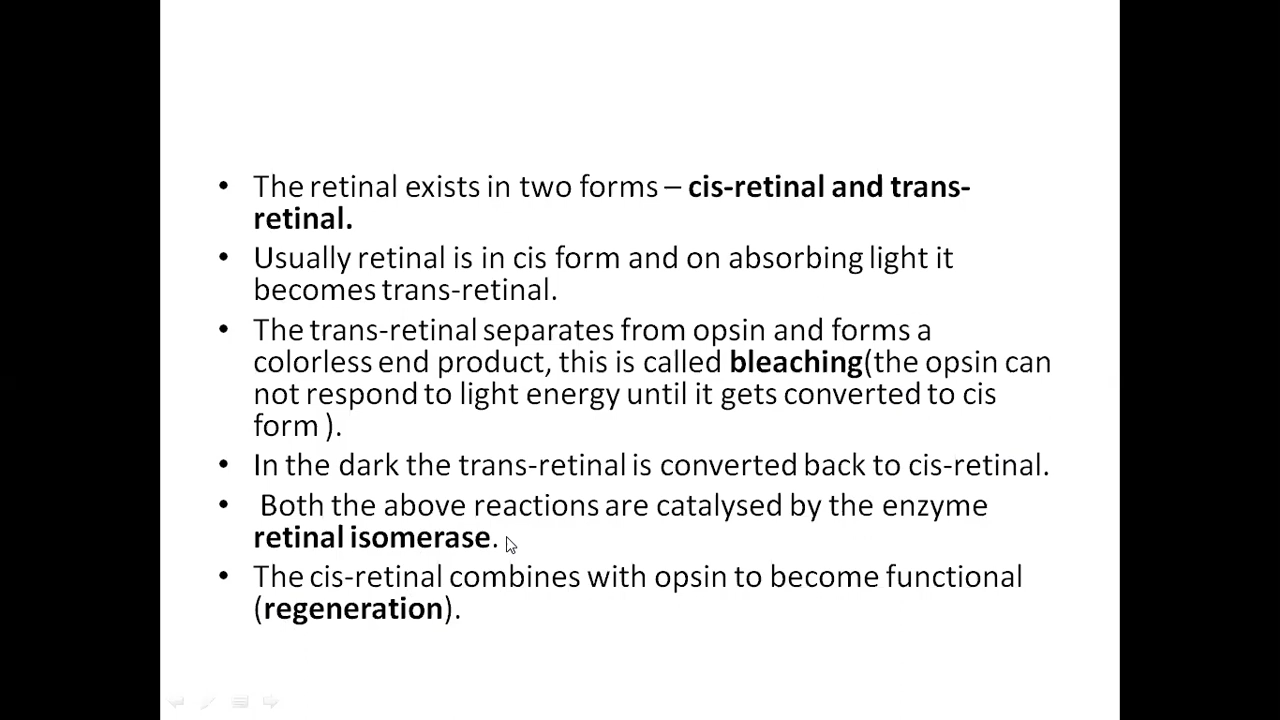 • The retinal exists in two forms – cis-retinal and trans-
retinal.
• Usually retinal is in cis form and on absorbing light it
becomes trans-retinal.
• The trans-retinal separates from opsin and forms a
colorless end product, this is called bleaching(the opsin can
not respond to light energy until it gets converted to cis
form ).
• In the dark the trans-retinal is converted back to cis-retinal.
• Both the above reactions are catalysed by the enzyme
retinal isomerase.
• The cis-retinal combines with opsin to become functional
(regeneration).